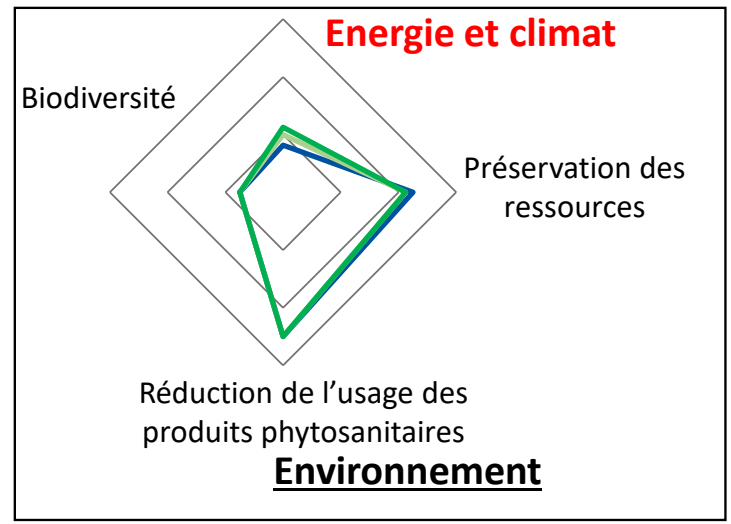 Energie et climat
Biodiversité
Préservation des
ressources
Réduction de l’usage des
produits phytosanitaires
Environnement